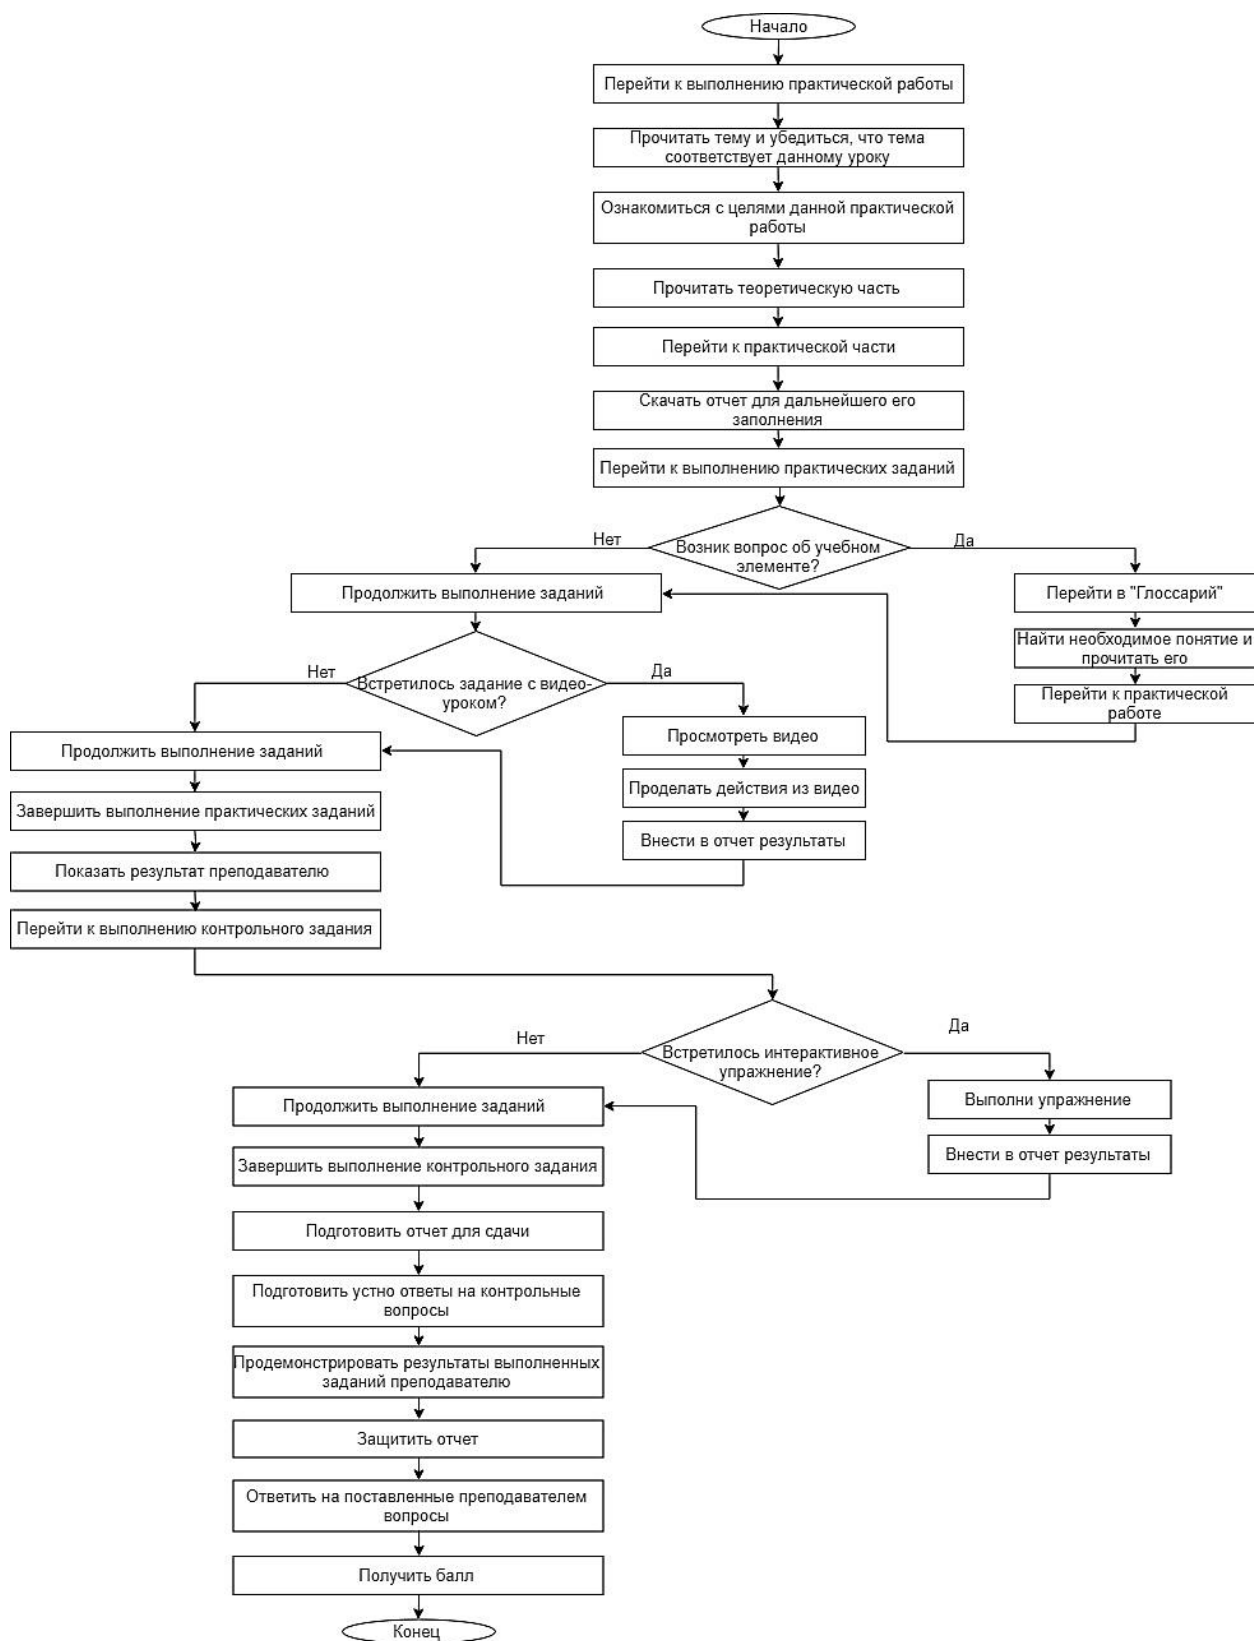 Начало
Перейти к выполнению практической работы
Прочитать тему и убедиться, что тема
соответствует данному уроку
Ознакомиться с целями данной практической
работы
Прочитать теоретическую часть
Перейти к практической части
Скачать отчет для дальнейшего его
заполнения
Перейти к выполнению практических заданий
Возник вопрос об учебном
элементе?
Нет
Да
Продолжить выполнение заданий
Перейти в "Глоссарий"
Найти необходимое понятие и
прочитать его
Перейти к практической
работе
Встретилось задание с видео-
уроком?
Нет
Да
Просмотреть видео
Проделать действия из видео
Внести в отчет результаты
Продолжить выполнение заданий
Завершить выполнение практических заданий
Показать результат преподавателю
Перейти к выполнению контрольного задания
Встретилось интерактивное
упражнение?
Нет
Да
Выполни упражнение
Внести в отчет результаты
Продолжить выполнение заданий
Завершить выполнение контрольного задания
Подготовить отчет для сдачи
Подготовить устно ответы на контрольные
вопросы
Продемонстрировать результаты выполненных
заданий преподавателю
Защитить отчет
Ответить на поставленные преподавателем
вопросы
Получить балл
Конец